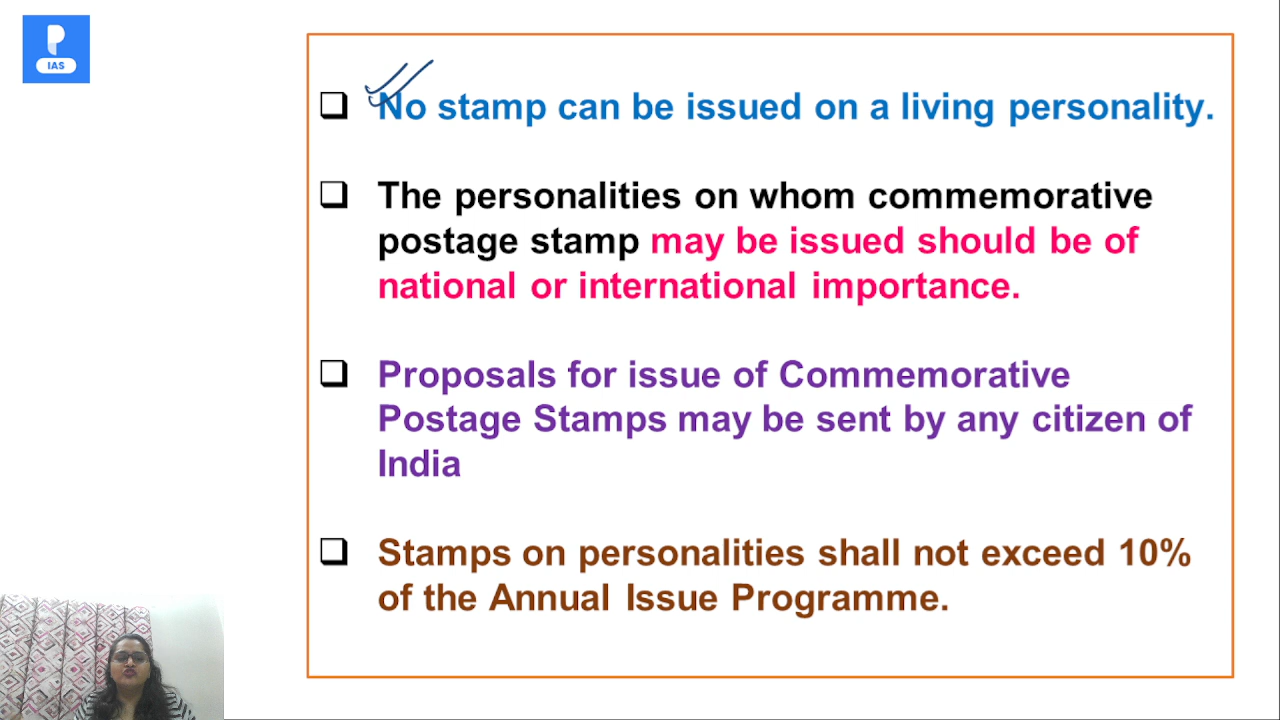 P
IAS
No stamp can be issued on a living personality.
The personalities on whom commemorative
postage stamp may be issued should be of
national or international importance.
Proposals for issue of Commemorative
Postage Stamps may be sent by any citizen of
India
Stamps on personalities shall not exceed 10%
of the Annual Issue Programme.